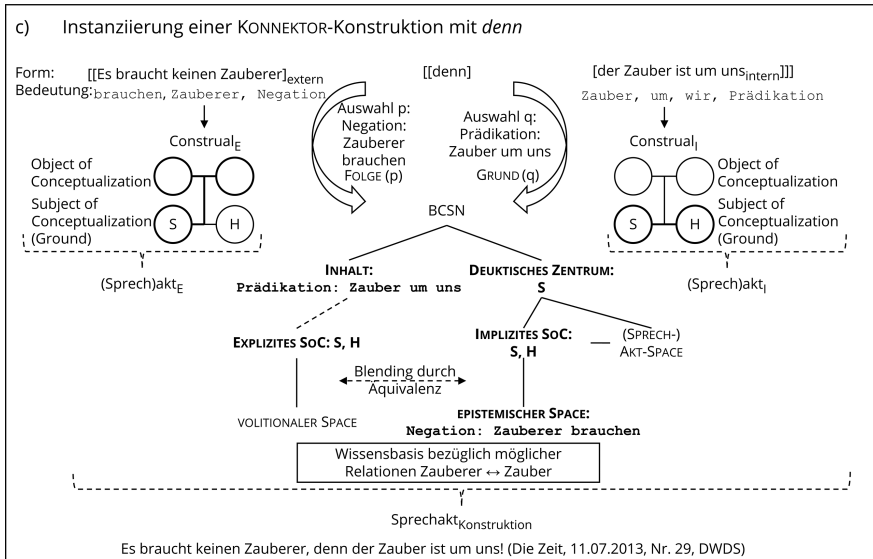 c) Instanziierung einer KONNEKTOR-Konstruktion mit denn
Form: [[Es braucht keinen Zauberer]extern [[denn] [der Zauber ist um unsintern]]]
Bedeutung: brauchen, Zauberer, Negation Zauber, um, wir, Prädikation
Auswahl p:
Negation:
Zauberer
brauchen
FOLGE (p)
Auswahl q:
Prädikation:
Zauber um uns
GRUND (q)
ConstrualE
Object of
Conceptualization
Subject of
Conceptualization
(Ground)
S H
(Sprech)aktE
ConstrualI
Object of
Conceptualization
Subject of
Conceptualization
(Ground)
S H
(Sprech)aktI
BCSN
INHALT:
Prädikation: Zauber um uns
DEUKTISCHES ZENTRUM:
S
EXPLIZITES SOC: S, H
IMPLIZITES SOC:
S, H
(SPRECH-)
AKT-SPACE
Blending durch
Äquivalenz
VOLITIONALER SPACE
EPISTEMISCHER SPACE:
Negation: Zauberer brauchen
Wissensbasis bezüglich möglicher
Relationen Zauberer ↔ Zauber
SprechaktKonstruktion
Es braucht keinen Zauberer, denn der Zauber ist um uns! (Die Zeit, 11.07.2013, Nr. 29, DWDS)